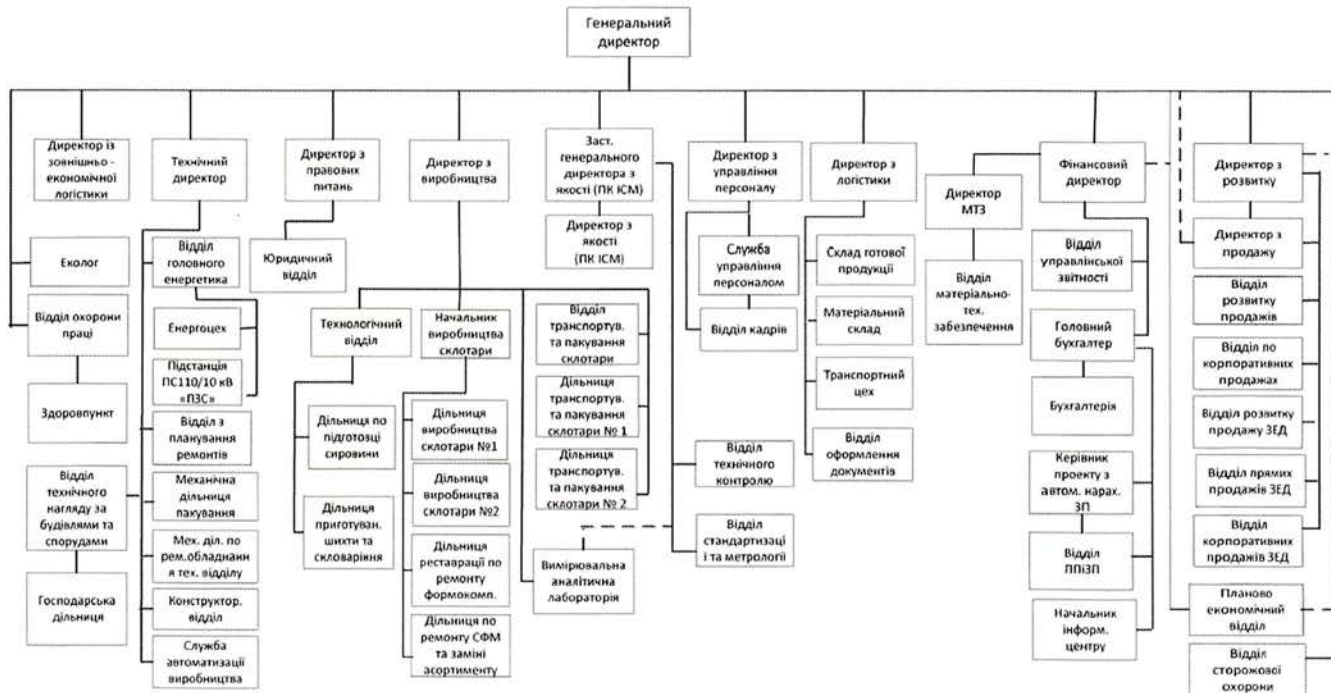 Генеральний
директор
Директор із
зовнішньо -
економічної
логістики
Технічний
директор
Директор з
правових
питань
Директор з
виробництва
Заст.
генерального
директора з
якості (ПК ІСМ)
Директор з
управління
персоналу
Директор з
логістики
Директор
МТЗ
Фінансовий
директор
Директор з
розвитку
Еколог
Відділ
головного
енергетика
Юридичний
відділ
Директор з
якості
(ПК ІСМ)
Служба
управління
персоналом
Склад готової
продукції
Відділ
матеріально-
тех.
забезпечення
Відділ
управлінської
звітності
Директор з
продажу
Відділ охорони
праці
Енергоцех
Технологічний
відділ
Начальник
виробництва
склотари
Відділ
транспортув.
та пакування
склотари
Відділ кадрів
Матеріальний
склад
Головний
бухгалтер
Відділ
розвитку
продажів
Здоровпункт
Підстанція
ПС110/10 кВ
«ПЗС»
Дільниця по
підготовці
сировини
Дільниця
виробництва
склотари №1
Дільниця
транспортув.
та пакування
склотари № 1
Транспортний
цех
Бухгалтерія
Відділ по
корпоративних
продажах
Відділ
технічного
нагляду за
будівлями та
спорудами
Відділ з
планування
ремонтів
Дільниця
приготуван.
шихти та
скловаріння
Дільниця
виробництва
склотари №2
Дільниця
транспортув.
та пакування
склотари № 2
Відділ
технічного
контролю
Відділ
оформлення
документів
Керівник
проекту з
автом. нарах.
ЗП
Відділ розвитку
продажу ЗЕД
Господарська
дільниця
Механічна
дільниця
пакування
Дільниця
реставрації по
ремонту
формокомп.
Вимірювальна
аналітична
лабораторія
Відділ
стандартизац
ії та метрології
Відділ
ППіЗП
Відділ прямих
продажів ЗЕД
Мех. діл. по
рем.обладнанн
я тех. відділу
Дільниця по
ремонту СФМ
та заміні
асортименту
Начальник
інформ.
центру
Відділ
корпоративних
продажів ЗЕД
Конструктор.
відділ
Планово
економічний
відділ
Служба
автоматизації
виробництва
Відділ
сторожової
охорони